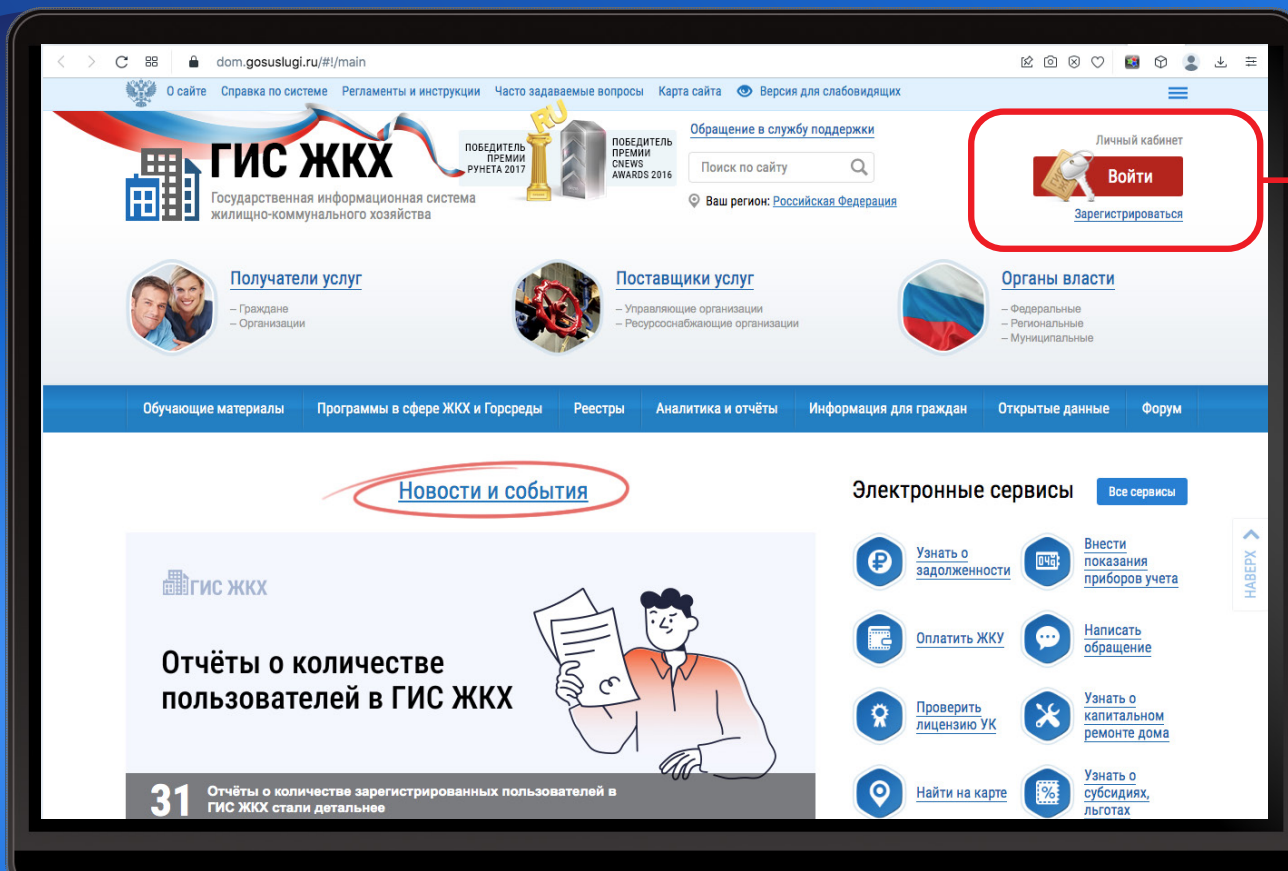 dom.gosuslugi.ru/#!/main
О сайте Справка по системе Регламенты и инструкции Часто задаваемые вопросы Карта сайта Версия для слабовидящих
ГИС ЖКХ
Государственная информационная система
жилищно-коммунального хозяйства
ПОБЕДИТЕЛЬ
ПРЕМИИ
РУНЕТА 2017
RU
ПОБЕДИТЕЛЬ
ПРЕМИИ
CNEWS
AWARDS 2016
Обращение в службу поддержки
Поиск по сайту
Ваш регион: Российская Федерация
Личный кабинет
Войти
Зарегистрироваться
Получатели услуг
– Граждане
– Организации
Поставщики услуг
– Управляющие организации
– Ресурсоснабжающие организации
Органы власти
– Федеральные
– Региональные
– Муниципальные
Обучающие материалы Программы в сфере ЖКХ и Горсреды Реестры Аналитика и отчёты Информация для граждан Открытые данные Форум
Новости и события
ГИС ЖКХ
Отчёты о количестве
пользователей в ГИС ЖКХ
31
Отчёты о количестве зарегистрированных пользователей в
ГИС ЖКХ стали детальнее
Электронные сервисы
Все сервисы
Узнать о
задолженности
Внести
показания
приборов учета
Оплатить ЖКУ
Написать
обращение
Проверить
лицензию УК
Узнать о
капитальном
ремонте дома
Найти на карте
Узнать о
субсидиях,
льготах
НАВЕРХ